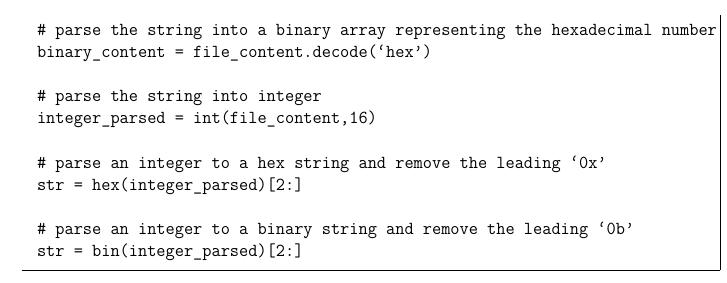 # parse the string into a binary array representing the hexadecimal number
binary_content = file_content.decode(‘hex’)
# parse the string into integer
integer_parsed = int(file_content,16)
# parse an integer to a hex string and remove the leading ‘0x’
str = hex(integer_parsed)[2:]
# parse an integer to a binary string and remove the leading ‘0b’
str = bin(integer_parsed)[2:]